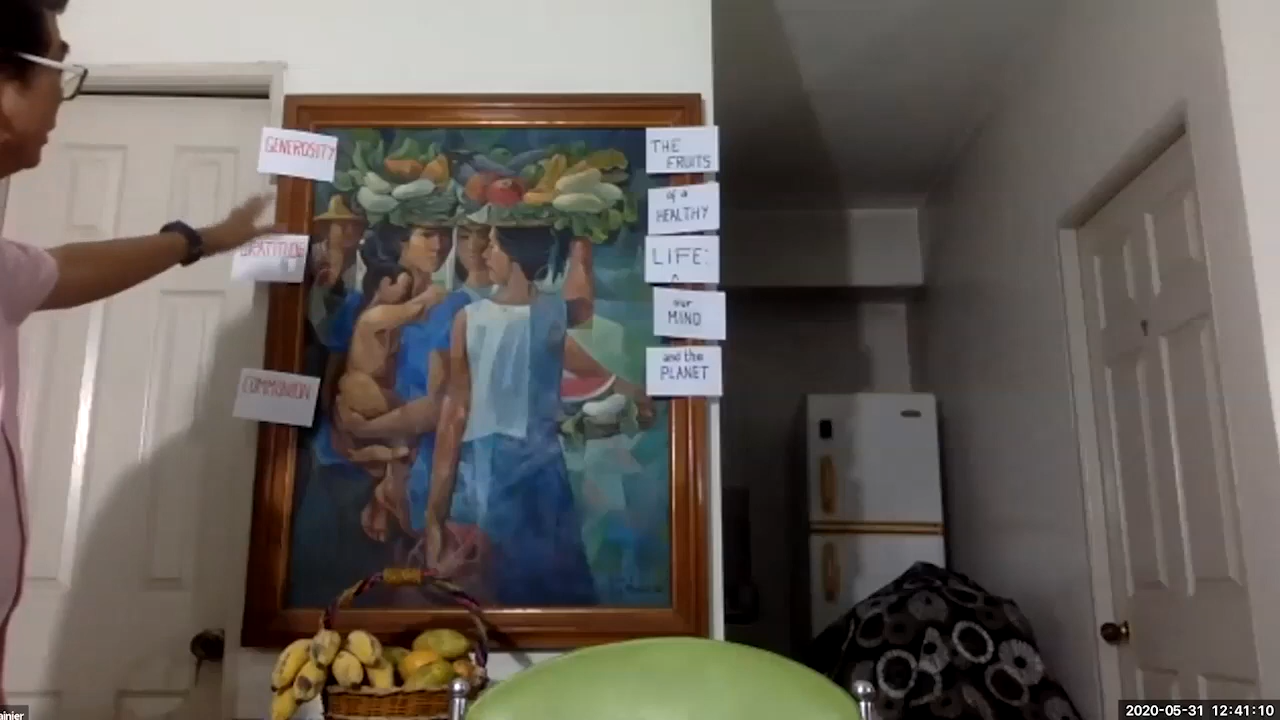 GENEROSITY
GRATITUDE
COMMUNION
THE
FRUITS
of a
HEALTHY
LIFE:
our
MIND
and the
PLANET
ainier
2020-05-31 12:41:10